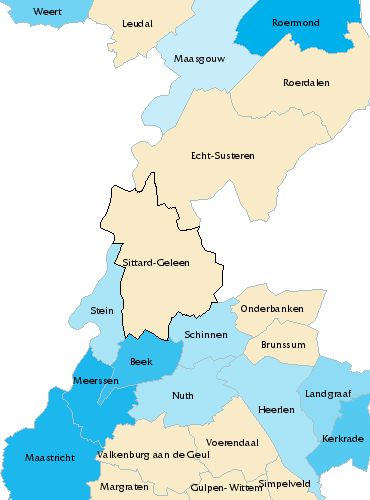 Weert
Leudal
Roermond
Maasgouw
Roerdalen
Echt-Susteren
Sittard-Geleen
Stein
Onderbanken
Schinnen
Brunssum
Beek
Meerssen
Nuth
Landgraaf
Heerlen
Kerkrade
Voerendaal
Maastricht
Valkenburg aan de Geul
Simpelveld
Margraten
Gulpen-Wittem